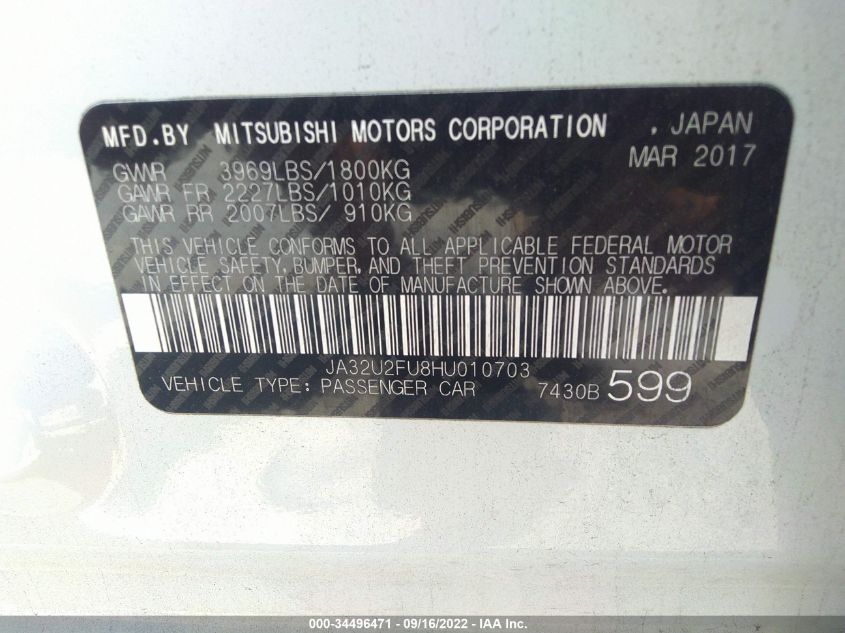 MFD.BY MITSUBISHI MOTORS CORPORATION , JAPAN
MAR 2017
GVWR 3969LBS/1800KG
GAWR FR 2227LBS/1010KG
GAWR RR 2007LBS/ 910KG
THIS VEHICLE CONFORMS TO ALL APPLICABLE FEDERAL MOTOR
VEHICLE SAFETY, BUMPER, AND THEFT PREVENTION STANDARDS
IN EFFECT ON THE DATE OF MANUFACTURE SHOWN ABOVE.
JA32U2FU8HU010703
VEHICLE TYPE: PASSENGER CAR 7430B 599
000-34496471 - 09/16/2022 - IAA Inc.